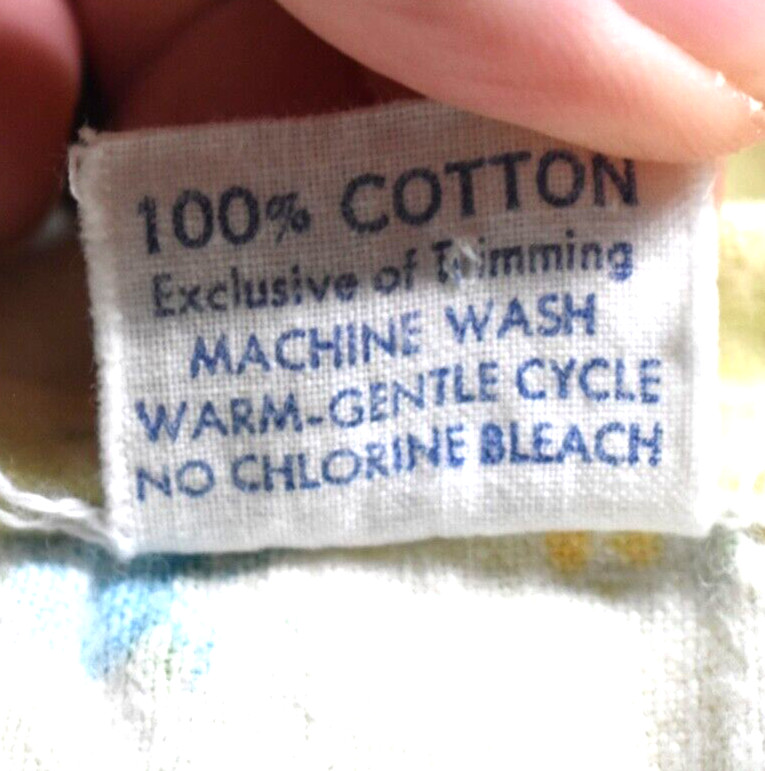 100% COTTON
Exclusive of Trimming
MACHINE WASH
WARM-GENTLE CYCLE
NO CHLORINE BLEACH